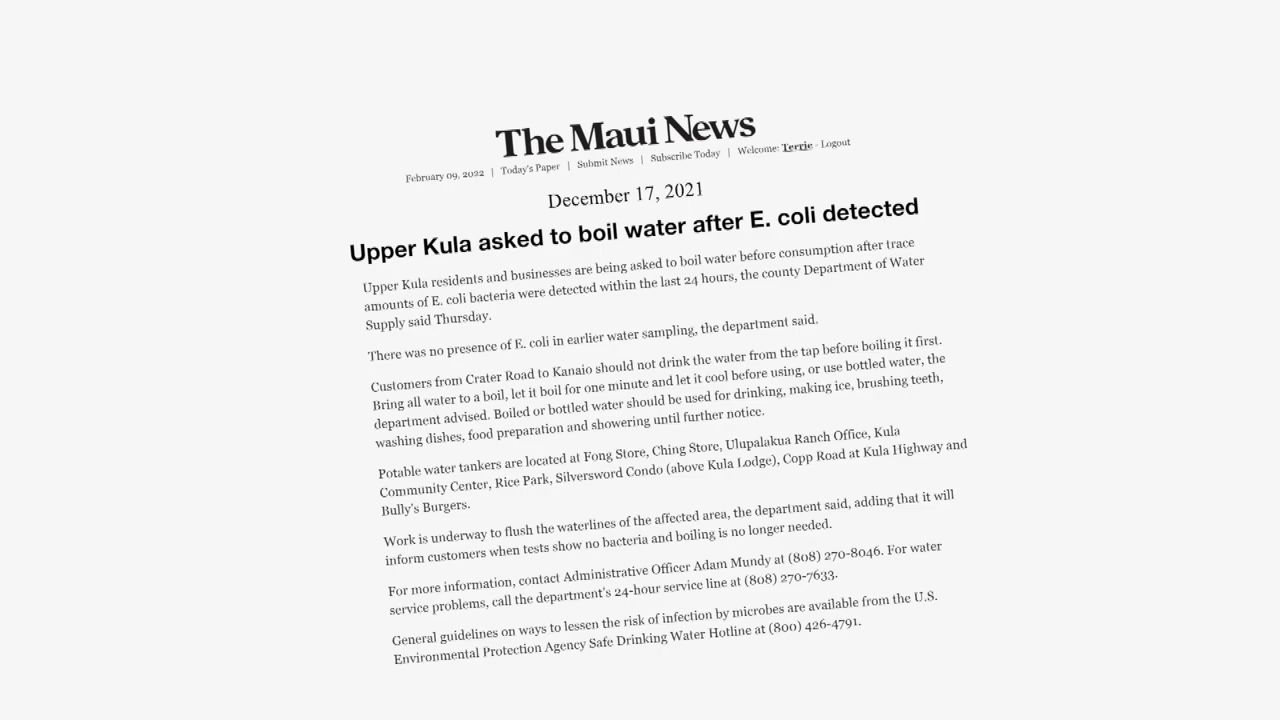 The Maui News
February 09, 2022 | Today's Paper | Submit News | Subscribe Today | Welcome: Terrie - Logout
December 17, 2021
Upper Kula asked to boil water after E. coli detected
Upper Kula residents and businesses are being asked to boil water before consumption after trace
amounts of E. coli bacteria were detected within the last 24 hours, the county Department of Water
Supply said Thursday.
There was no presence of E. coli in earlier water sampling, the department said.
Customers from Crater Road to Kanaio should not drink the water from the tap before boiling it first.
Bring all water to a boil, let it boil for one minute and let it cool before using, or use bottled water, the
department advised. Boiled or bottled water should be used for drinking, making ice, brushing teeth,
washing dishes, food preparation and showering until further notice.
Potable water tankers are located at Fong Store, Ching Store, Ulupalakua Ranch Office, Kula
Community Center, Rice Park, Silversword Condo (above Kula Lodge), Copp Road at Kula Highway and
Bully's Burgers.
Work is underway to flush the waterlines of the affected area, the department said, adding that it will
inform customers when tests show no bacteria and boiling is no longer needed.
For more information, contact Administrative Officer Adam Mundy at (808) 270-8046. For water
service problems, call the department's 24-hour service line at (808) 270-7633.
General guidelines on ways to lessen the risk of infection by microbes are available from the U.S.
Environmental Protection Agency Safe Drinking Water Hotline at (800) 426-4791.